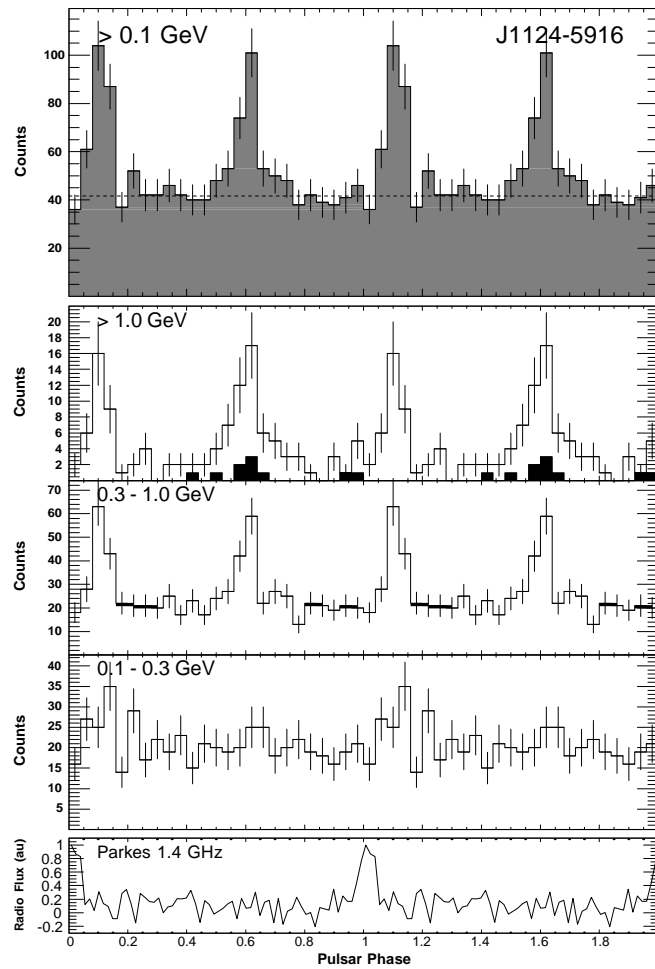 > 0.1 GeV
J1124-5916
100
80
60
40
20
Counts
> 1.0 GeV
20
18
16
14
12
10
8
6
4
2
Counts
0.3 - 1.0 GeV
70
60
50
40
30
20
10
Counts
0.1 - 0.3 GeV
40
35
30
25
20
15
10
5
Counts
Parkes 1.4 GHz
1
0.8
0.6
0.4
0.2
0
-0.2
Radio Flux (au)
0 0.2 0.4 0.6 0.8 1 1.2 1.4 1.6 1.8
Pulsar Phase